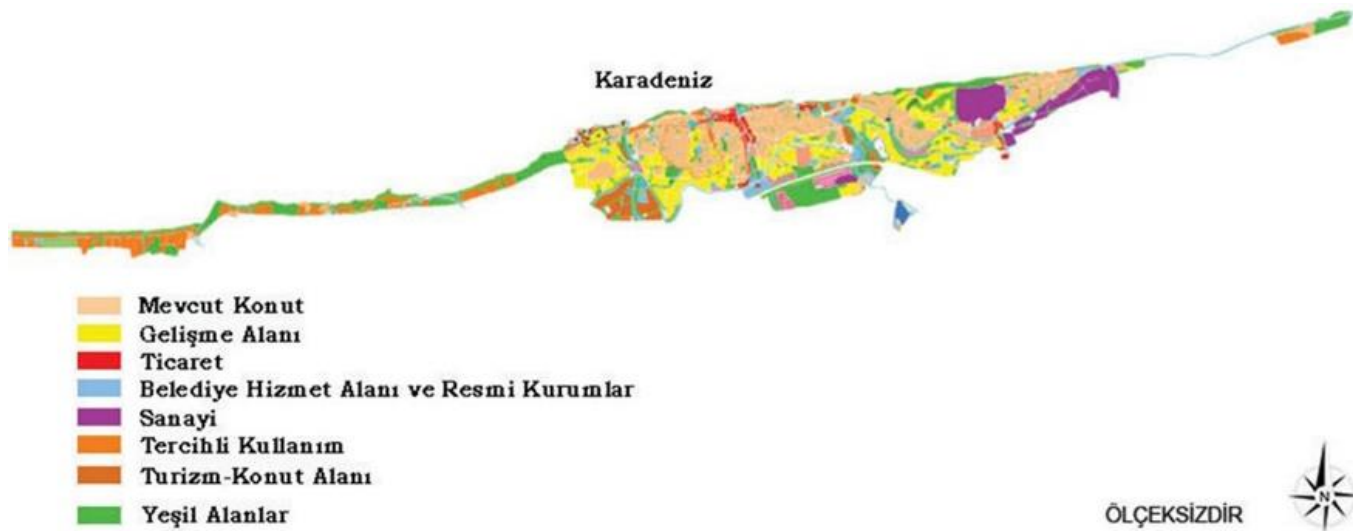 Karadeniz
Mevcut Konut
Gelişme Alanı
Ticaret
Belediye Hizmet Alanı ve Resmi Kurumlar
Sanayi
Tercihli Kullanım
Turizm-Konut Alanı
Yeşil Alanlar
ÖLÇEKSİZDİR
N